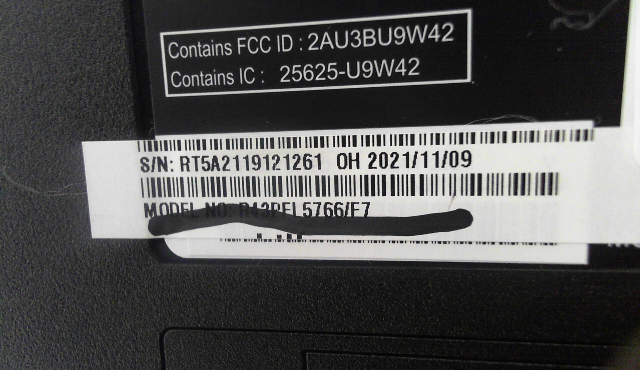 Contains FCC ID : 2AU3BU9W42
Contains IC : 25625-U9W42
S/N: RT5A2119121261 OH 2021/11/09
MODEL NO: R43PFL5766/F7